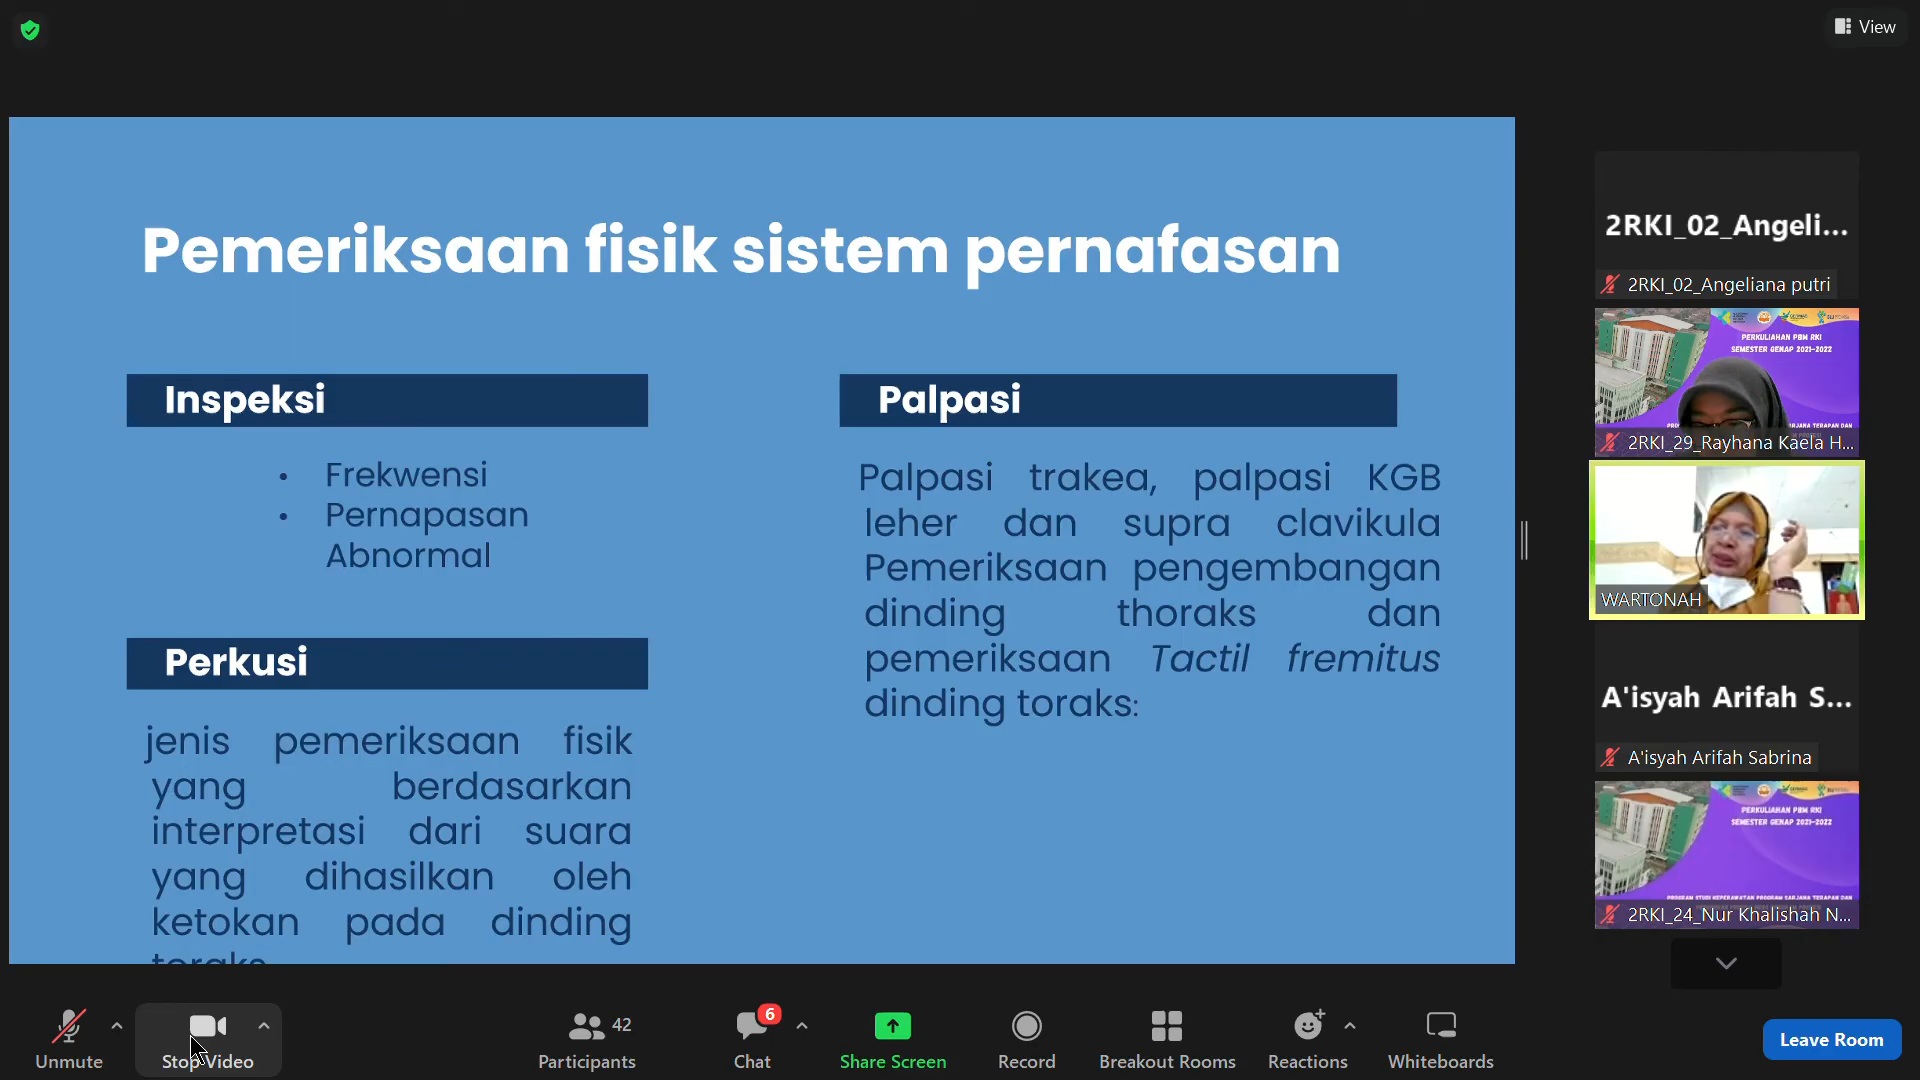 View
Pemeriksaan fisik sistem pernafasan
Inspeksi
• Frekwensi
• Pernapasan
Abnormal
Perkusi
jenis pemeriksaan fisik
yang berdasarkan
interpretasi dari suara
yang dihasilkan oleh
ketokan pada dinding
toraks
Palpasi
Palpasi trakea, palpasi KGB
leher dan supra clavikula
Pemeriksaan pengembangan
dinding thoraks dan
pemeriksaan Tactil fremitus
dinding toraks:
2RKI_02_Angeli...
2RKI_02_Angeliana putri
PERKULIAHAN PBM RKI
SEMESTER GENAP 2021-2022
2RKI_29_Rayhana Kaela H...
WARTONAH
A'isyah Arifah S...
A'isyah Arifah Sabrina
PERKULIAHAN PBM RKI
SEMESTER GENAP 2021-2022
PROGRAM STUDI KEPERAWATAN PROGRAM SARJANA TERAPAN DAN
2RKI_24_Nur Khalishah N...
Unmute
Stop Video
42
Participants
6
Chat
Share Screen
Record
Breakout Rooms
Reactions
Whiteboards
Leave Room